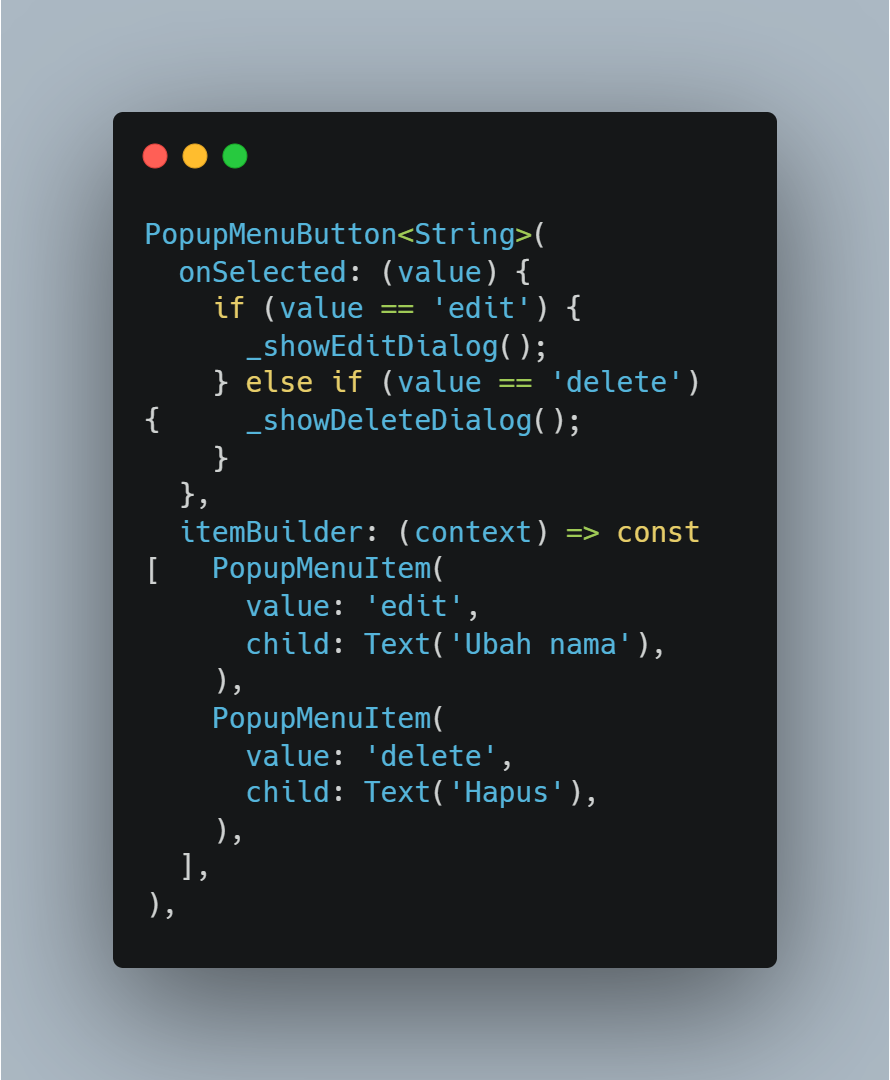 PopupMenuButton<String>(
  onSelected: (value) {
    if (value == 'edit') {
      _showEditDialog();
    } else if (value == 'delete')
{     _showDeleteDialog();
    }
  },
  itemBuilder: (context) => const
[   PopupMenuItem(
      value: 'edit',
      child: Text('Ubah nama'),
    ),
    PopupMenuItem(
      value: 'delete',
      child: Text('Hapus'),
    ),
  ],
),